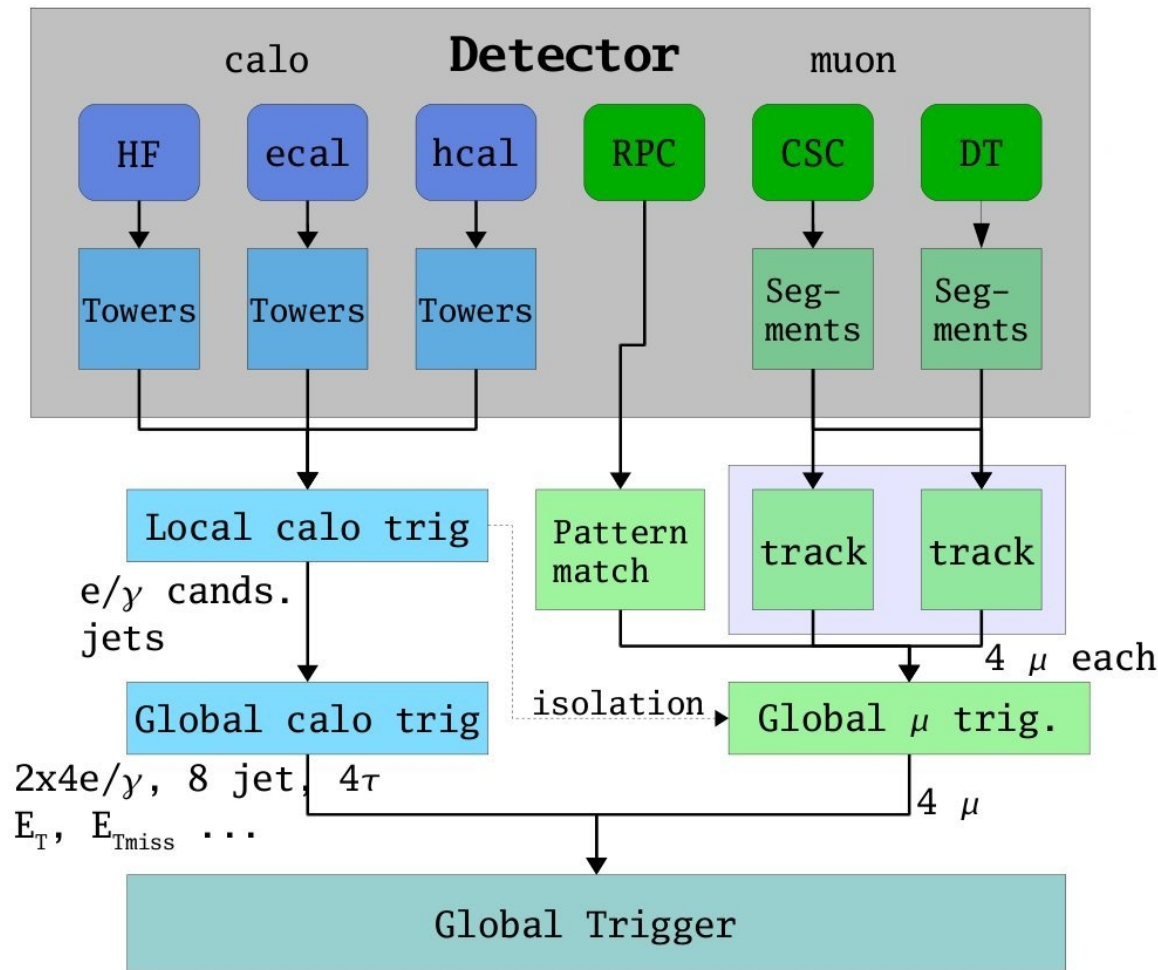 Detector
calo
muon
HF
ecal
hcal
RPC
CSC
DT
Towers
Towers
Towers
Seg-
ments
Seg-
ments
Local calo trig
Pattern
match
track
track
e/γ cands.
jets
4 μ each
isolation
Global calo trig
Global μ trig.
2x4e/γ, 8 jet, 4τ
E_T, E_Tmiss ...
4 μ
Global Trigger